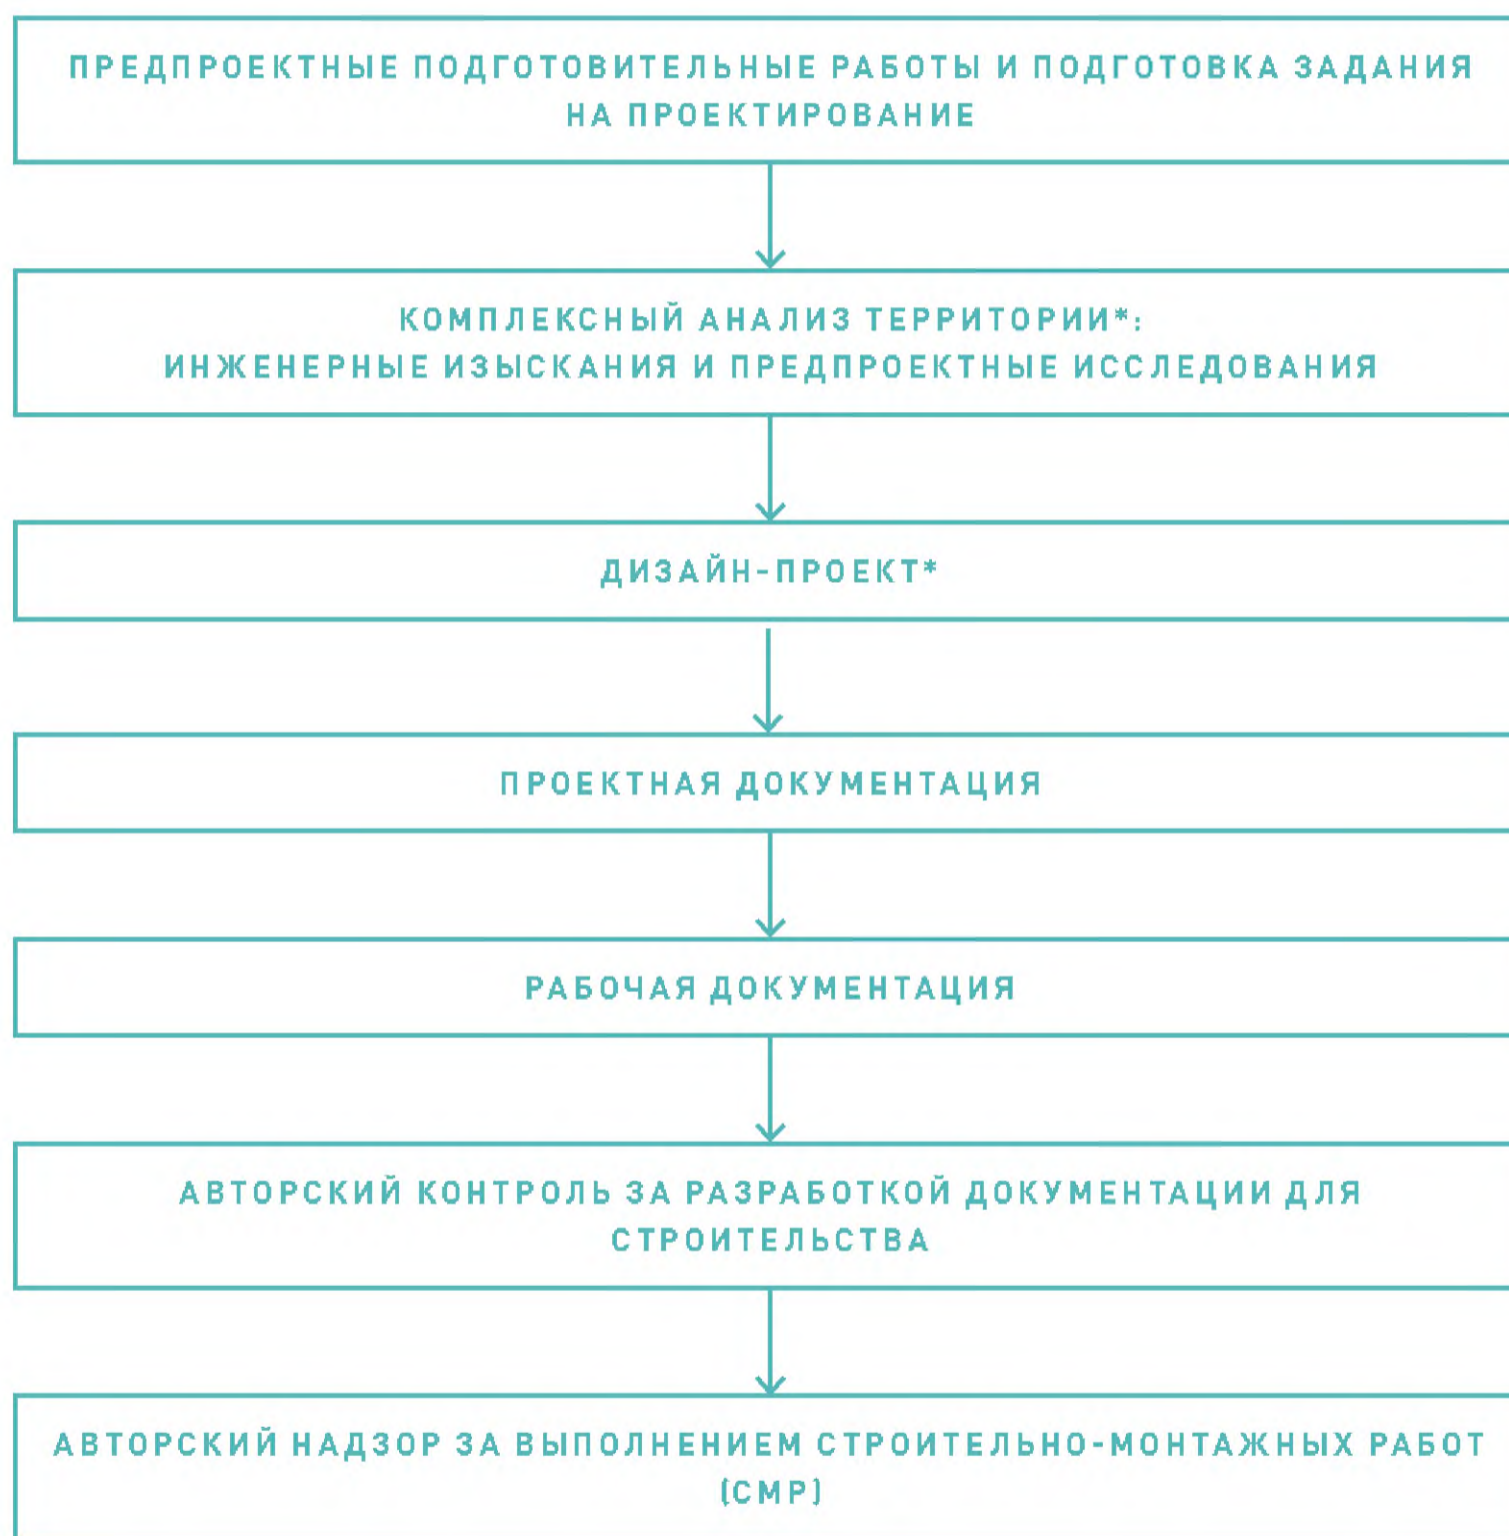 ПРЕДПРОЕКТНЫЕ ПОДГОТОВИТЕЛЬНЫЕ РАБОТЫ И ПОДГОТОВКА ЗАДАНИЯ
НА ПРОЕКТИРОВАНИЕ
КОМПЛЕКСНЫЙ АНАЛИЗ ТЕРРИТОРИИ*:
ИНЖЕНЕРНЫЕ ИЗЫСКАНИЯ И ПРЕДПРОЕКТНЫЕ ИССЛЕДОВАНИЯ
ДИЗАЙН-ПРОЕКТ*
ПРОЕКТНАЯ ДОКУМЕНТАЦИЯ
РАБОЧАЯ ДОКУМЕНТАЦИЯ
АВТОРСКИЙ КОНТРОЛЬ ЗА РАЗРАБОТКОЙ ДОКУМЕНТАЦИИ ДЛЯ
СТРОИТЕЛЬСТВА
АВТОРСКИЙ НАДЗОР ЗА ВЫПОЛНЕНИЕМ СТРОИТЕЛЬНО-МОНТАЖНЫХ РАБОТ
(СМР)